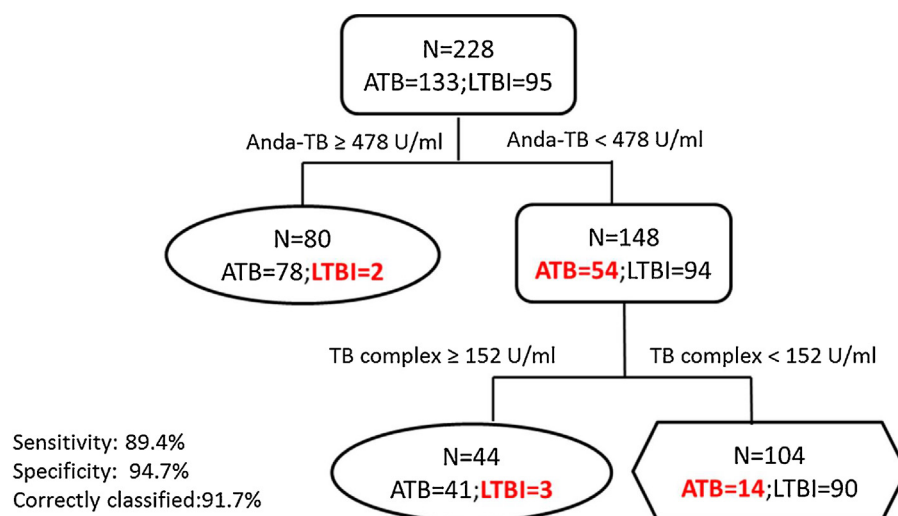 N=228
ATB=133;LTBI=95
Anda-TB ≥ 478 U/ml
Anda-TB < 478 U/ml
N=80
ATB=78;LTBI=2
N=148
ATB=54;LTBI=94
TB complex ≥ 152 U/ml
TB complex < 152 U/ml
N=44
ATB=41;LTBI=3
N=104
ATB=14;LTBI=90
Sensitivity: 89.4%
Specificity: 94.7%
Correctly classified:91.7%